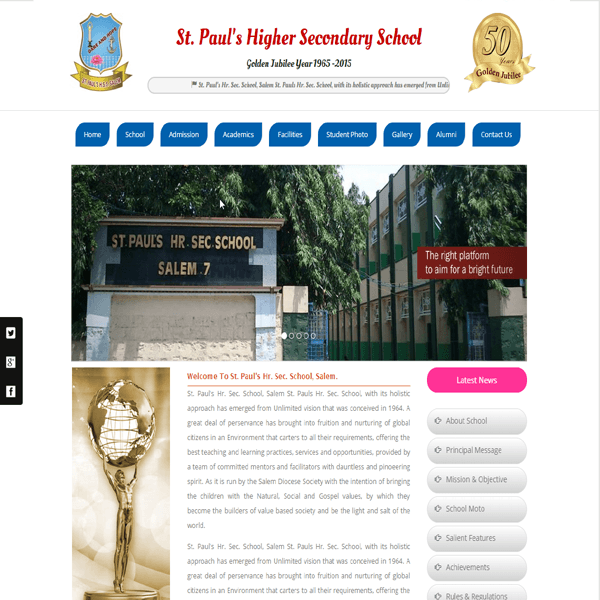 St. Paul's Higher Secondary School
Golden Jubilee Year 1965 -2015
St. Paul's Hr. Sec. School, Salem St. Pauls Hr. Sec. School, with its holistic approach has emerged from
50
Years
Golden Jubilee
Home School Admission Academics Facilities Student Photo Gallery Alumni Contact Us
ST.PAUL'S HR.SEC.SCHOOL
SALEM 7
The right platform
to aim for a bright future
Welcome To St. Paul's Hr. Sec. School, Salem.
St. Paul's Hr. Sec. School, Salem St. Pauls Hr. Sec. School, with its holistic
approach has emerged from Unlimited vision that was conceived in 1964. A
great deal of perservance has brought into fruition and nurturing of global
citizens in an Environment that carters to all their requirements, offering the
best teaching and learning practices, services and opportunities, provided by
a team of committed mentors and facilitators with dauntless and pinoeering
spirit. As it is run by the Salem Diocese Society with the intention of bringing
the children with the Natural, Social and Gospel values, by which they
become the builders of value based society and be the light and salt of the
world.
St. Paul's Hr. Sec. School, Salem St. Pauls Hr. Sec. School, with its holistic
approach has emerged from Unlimited vision that was conceived in 1964. A
great deal of perservance has brought into fruition and nurturing of global
citizens in an Environment that carters to all their requirements, offering the
Latest News
About School
Principal Message
Mission & Objective
School Moto
Salient Features
Achievements
Rules & Regulations